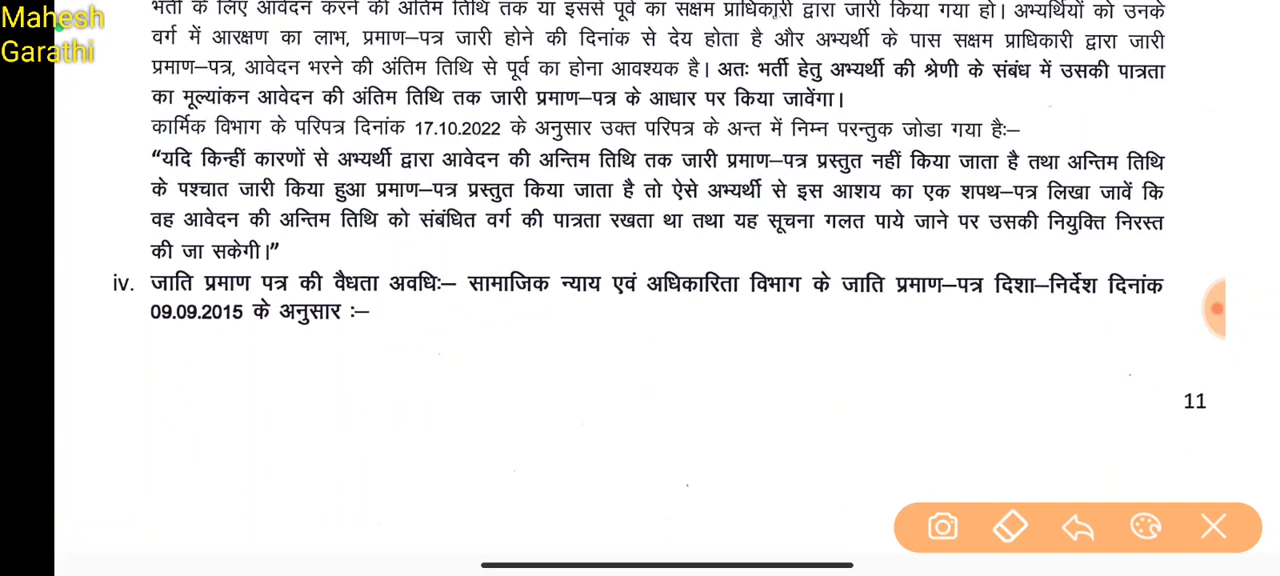 Mahesh
Garathi
भर्ती के लिए आवेदन करने की अंतिम तिथि तक या इससे पूर्व का सक्षम प्राधिकारी द्वारा जारी किया गया हो। अभ्यर्थियों को उनके
वर्ग में आरक्षण का लाभ, प्रमाण–पत्र जारी होने की दिनांक से देय होता है और अभ्यर्थी के पास सक्षम प्राधिकारी द्वारा जारी
प्रमाण–पत्र, आवेदन भरने की अंतिम तिथि से पूर्व का होना आवश्यक है। अतः भर्ती हेतु अभ्यर्थी की श्रेणी के संबंध में उसकी पात्रता
का मूल्यांकन आवेदन की अंतिम तिथि तक जारी प्रमाण–पत्र के आधार पर किया जावेंगा।
कार्मिक विभाग के परिपत्र दिनांक 17.10.2022 के अनुसार उक्त परिपत्र के अन्त में निम्न परन्तुक जोडा गया हैः–
“यदि किन्हीं कारणों से अभ्यर्थी द्वारा आवेदन की अन्तिम तिथि तक जारी प्रमाण–पत्र प्रस्तुत नहीं किया जाता है तथा अन्तिम तिथि
के पश्चात जारी किया हुआ प्रमाण–पत्र प्रस्तुत किया जाता है तो ऐसे अभ्यर्थी से इस आशय का एक शपथ–पत्र लिखा जावें कि
वह आवेदन की अन्तिम तिथि को संबंधित वर्ग की पात्रता रखता था तथा यह सूचना गलत पाये जाने पर उसकी नियुक्ति निरस्त
की जा सकेगी।”
iv. जाति प्रमाण पत्र की वैधता अवधिः– सामाजिक न्याय एवं अधिकारिता विभाग के जाति प्रमाण–पत्र दिशा–निर्देश दिनांक
09.09.2015 के अनुसार :–
11